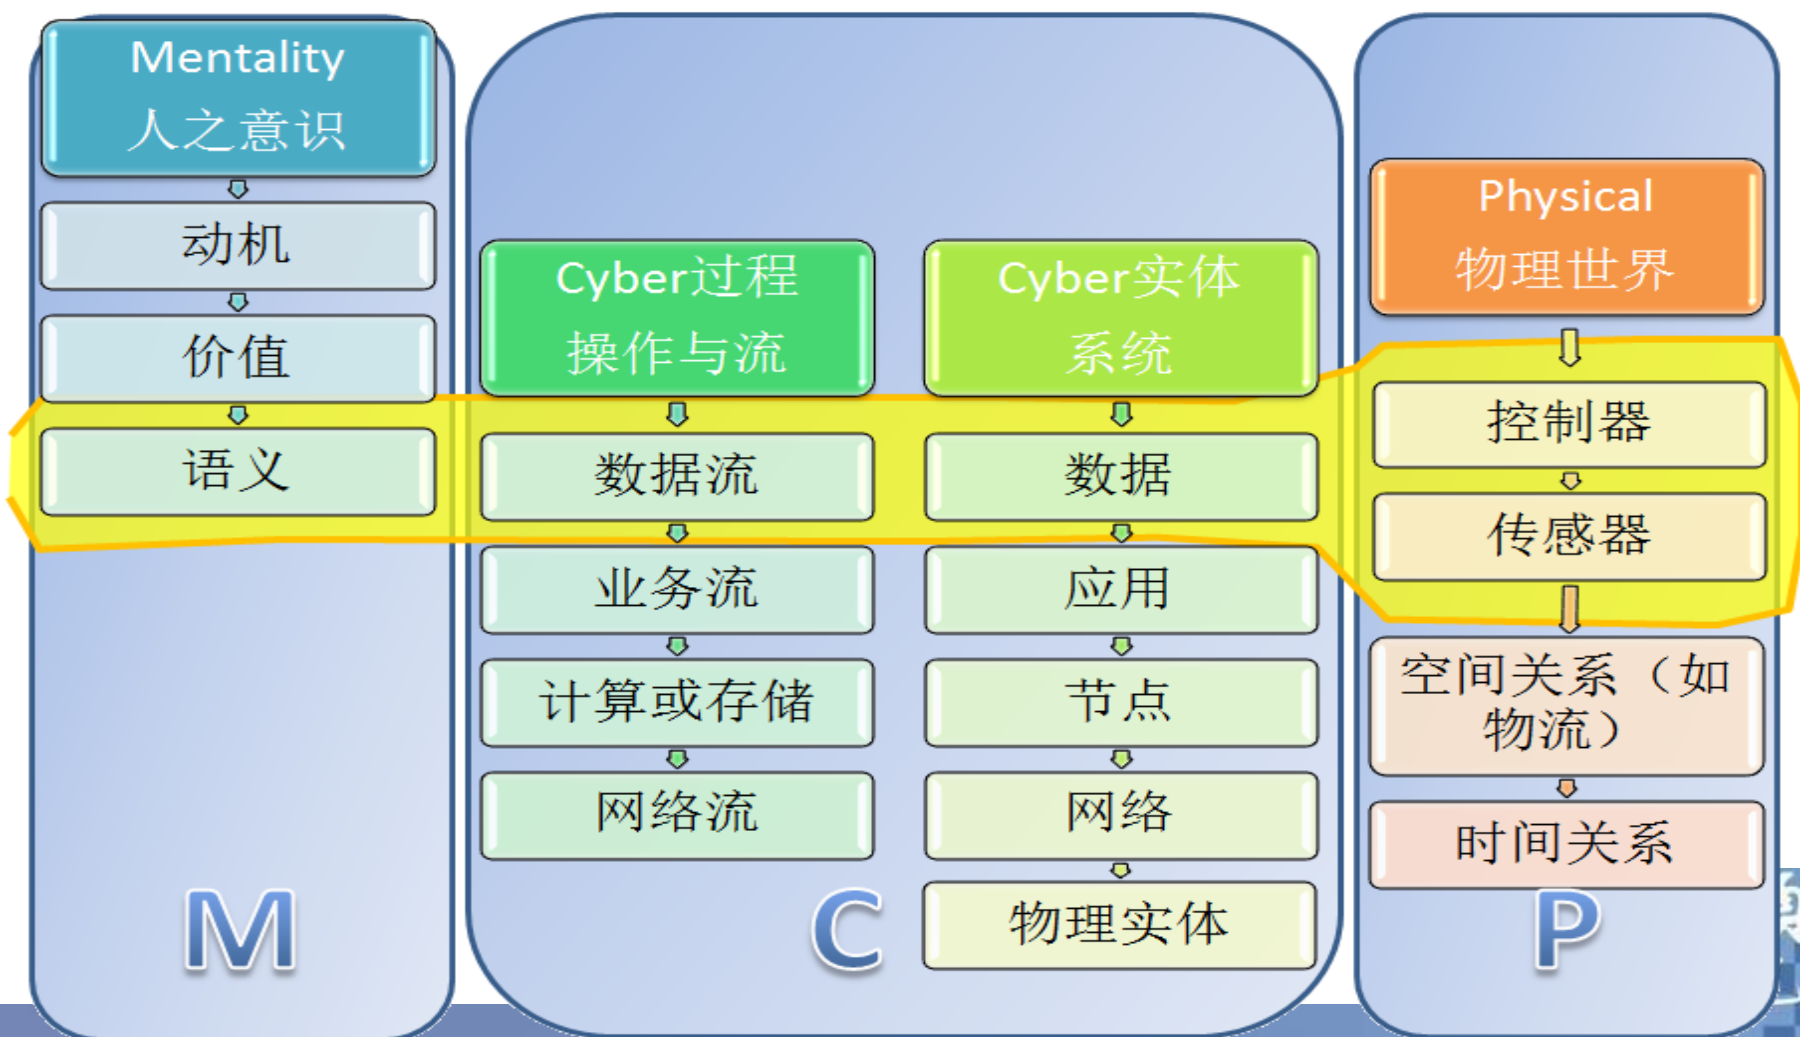 Mentality
人之意识
动机
价值
语义
M
Cyber过程
操作与流
数据流
业务流
计算或存储
网络流
C
Cyber实体
系统
数据
应用
节点
网络
物理实体
Physical
物理世界
控制器
传感器
空间关系（如
物流）
时间关系
P